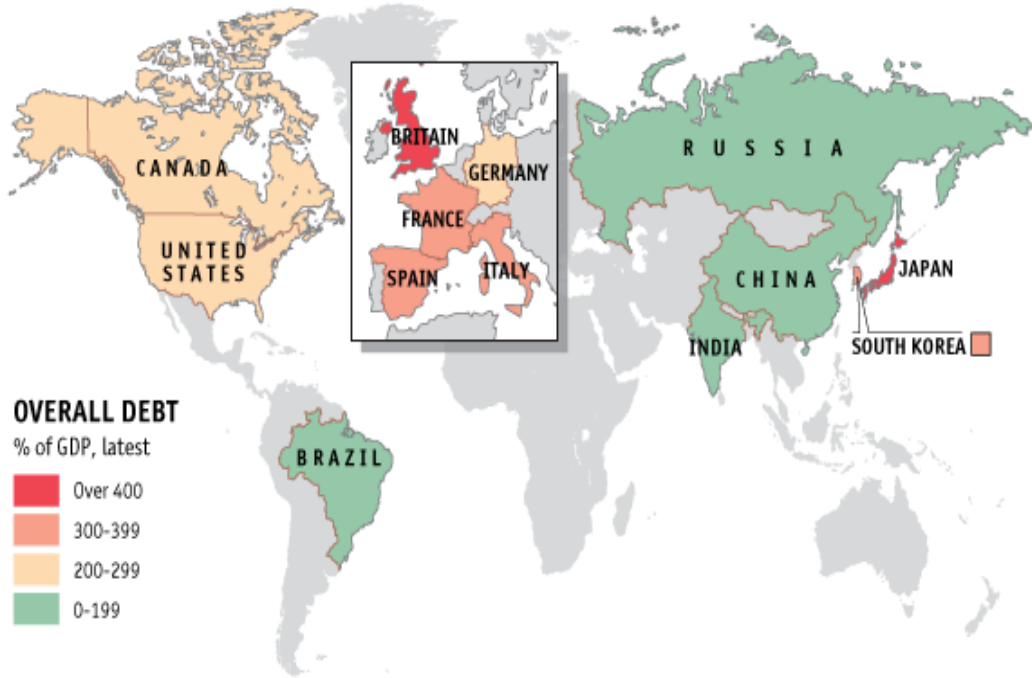 CANADA
UNITED
STATES
BRITAIN
GERMANY
FRANCE
SPAIN
ITALY
RUSSIA
CHINA
JAPAN
INDIA
SOUTH KOREA
BRAZIL
OVERALL DEBT
% of GDP, latest
Over 400
300-399
200-299
0-199